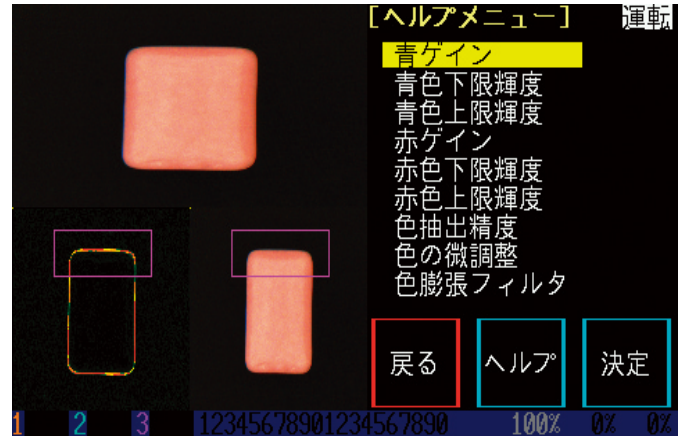 [ヘルプメニュー] 運転
青ゲイン
青色下限輝度
青色上限輝度
赤ゲイン
赤色下限輝度
赤色上限輝度
色抽出精度
色の微調整
色膨張フィルタ
戻る ヘルプ 決定
1 2 3 12345678901234567890 100% 0% 0%